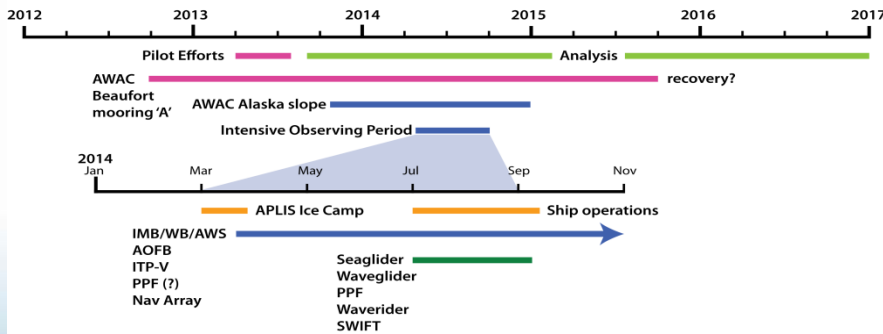 2012 2013 2014 2015 2016 2017
Pilot Efforts Analysis
AWAC recovery?
Beaufort
mooring ‘A’
AWAC Alaska slope
Intensive Observing Period
2014
Jan Mar May Jul Sep Nov
APLIS Ice Camp Ship operations
IMB/WB/AWS
AOFB
ITP-V
PPF (?)
Nav Array
Seaglider
Waveglider
PPF
Waverider
SWIFT